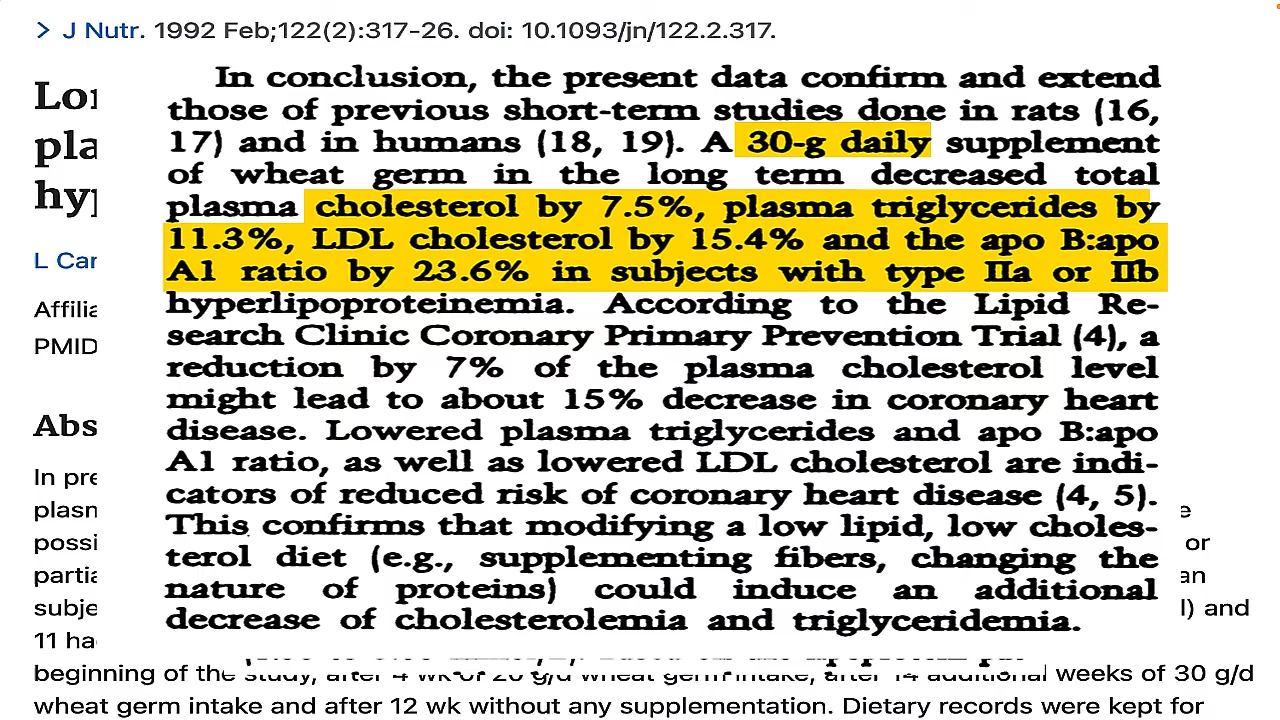 > J Nutr. 1992 Feb;122(2):317-26. doi: 10.1093/jn/122.2.317.
In conclusion, the present data confirm and extend
those of previous short-term studies done in rats (16,
17) and in humans (18, 19). A 30-g daily supplement
of wheat germ in the long term decreased total
plasma cholesterol by 7.5%, plasma triglycerides by
11.3%, LDL cholesterol by 15.4% and the apo B:apo
A1 ratio by 23.6% in subjects with type IIa or IIb
hyperlipoproteinemia. According to the Lipid Re-
search Clinic Coronary Primary Prevention Trial (4), a
reduction by 7% of the plasma cholesterol level
might lead to about 15% decrease in coronary heart
disease. Lowered plasma triglycerides and apo B:apo
A1 ratio, as well as lowered LDL cholesterol are indi-
cators of reduced risk of coronary heart disease (4, 5).
This confirms that modifying a low lipid, low choles-
terol diet (e.g., supplementing fibers, changing the
nature of proteins) could induce an additional
decrease of cholesterolemia and triglyceridemia.
L Car
Affilia
PMID
Abs
In pre
plasm
possi
or
partia
an
subje
l) and
11 ha
beginning of the study, after 4 wk of 20 g/d wheat germ intake, after 14 additional weeks of 30 g/d
wheat germ intake and after 12 wk without any supplementation. Dietary records were kept for